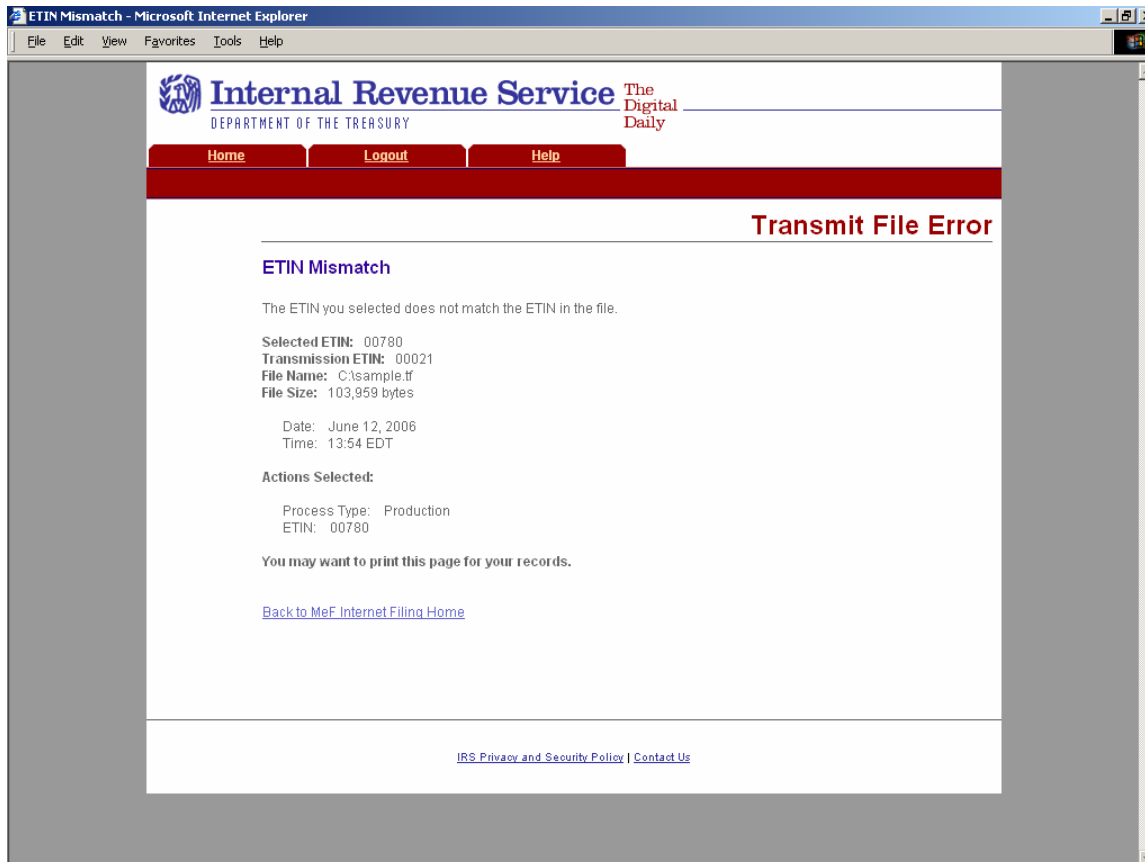 ETIN Mismatch - Microsoft Internet Explorer
File Edit View Favorites Tools Help
Internal Revenue Service
DEPARTMENT OF THE TREASURY
The
Digital
Daily
Home Logout Help
Transmit File Error
ETIN Mismatch
The ETIN you selected does not match the ETIN in the file.
Selected ETIN: 00780
Transmission ETIN: 00021
File Name: C:\sample.tf
File Size: 103,959 bytes
Date: June 12, 2006
Time: 13:54 EDT
Actions Selected:
Process Type: Production
ETIN: 00780
You may want to print this page for your records.
Back to MeF Internet Filing Home
IRS Privacy and Security Policy | Contact Us